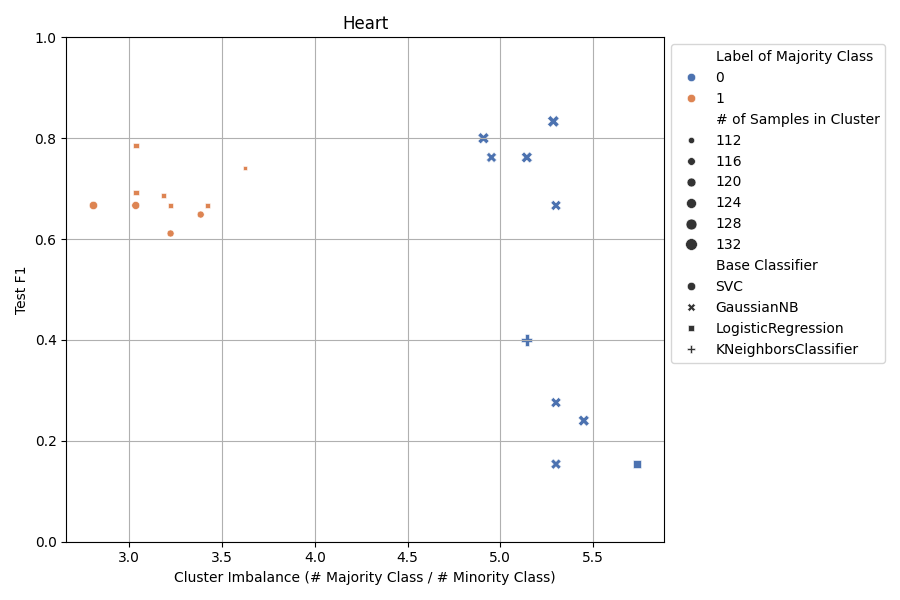 Heart
Test F1
1.0
0.8
0.6
0.4
0.2
0.0
3.0 3.5 4.0 4.5 5.0 5.5
Cluster Imbalance (# Majority Class / # Minority Class)
Label of Majority Class
0
1
# of Samples in Cluster
112
116
120
124
128
132
Base Classifier
SVC
GaussianNB
LogisticRegression
KNeighborsClassifier